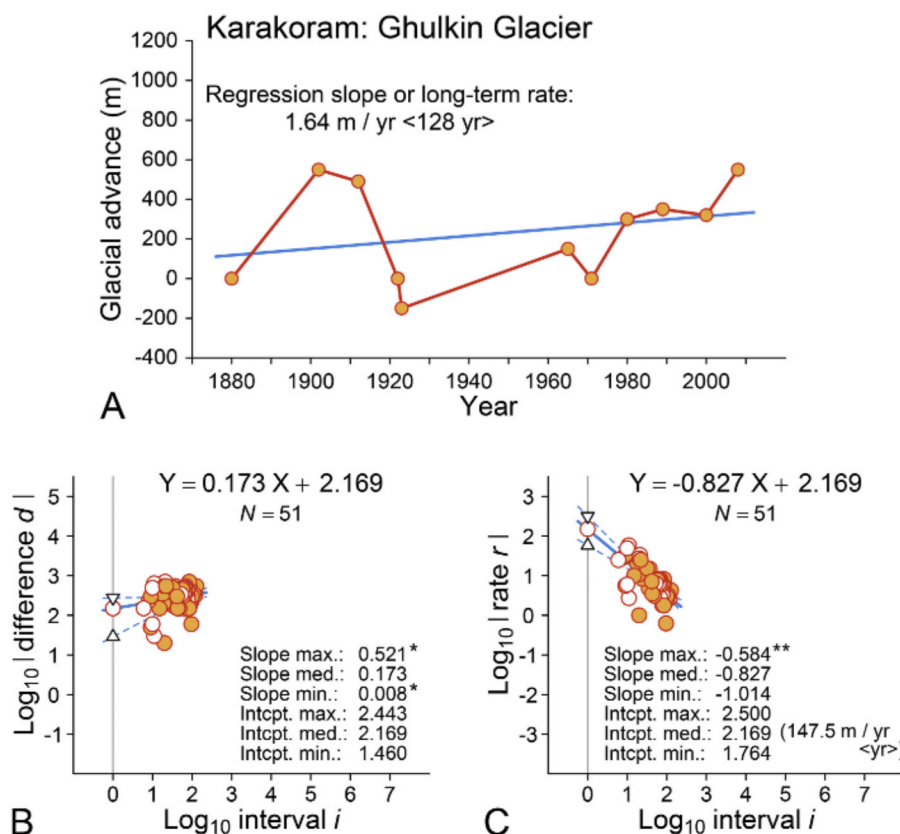 Karakoram: Ghulkin Glacier
Regression slope or long-term rate:
1.64 m / yr <128 yr>
Glacial advance (m)
1200
1000
800
600
400
200
0
-200
-400
1880 1900 1920 1940 1960 1980 2000
Year
A
Y = 0.173 X + 2.169
N = 51
Log10 | difference d |
5
4
3
2
1
0
-1
Slope max.: 0.521 *
Slope med.: 0.173
Slope min.: 0.008 *
Intcpt. max.: 2.443
Intcpt. med.: 2.169
Intcpt. min.: 1.460
0 1 2 3 4 5 6 7
Log10 interval i
B
Y = -0.827 X + 2.169
N = 51
Log10 | rate r |
3
2
1
0
-1
-2
-3
Slope max.: -0.584 **
Slope med.: -0.827
Slope min.: -1.014
Intcpt. max.: 2.500
Intcpt. med.: 2.169 (147.5 m / yr
<yr>)
Intcpt. min.: 1.764
0 1 2 3 4 5 6 7
Log10 interval i
C